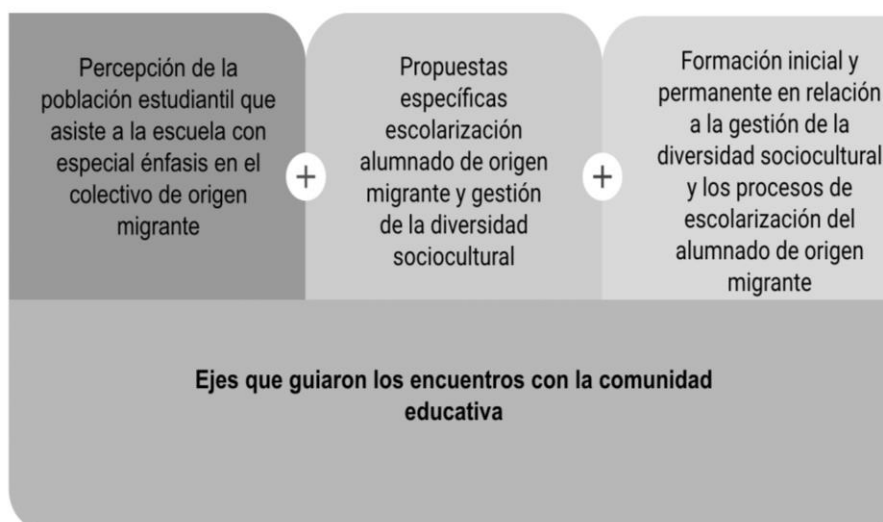 Percepción de la
población estudiantil que
asiste a la escuela con
especial énfasis en el
colectivo de origen
migrante
+
Propuestas
específicas
escolarización
alumnado de origen
migrante y gestión
de la diversidad
sociocultural
+
Formación inicial y
permanente en relación
a la gestión de la
diversidad sociocultural
y los procesos de
escolarización del
alumnado de origen
migrante
Ejes que guiaron los encuentros con la comunidad
educativa